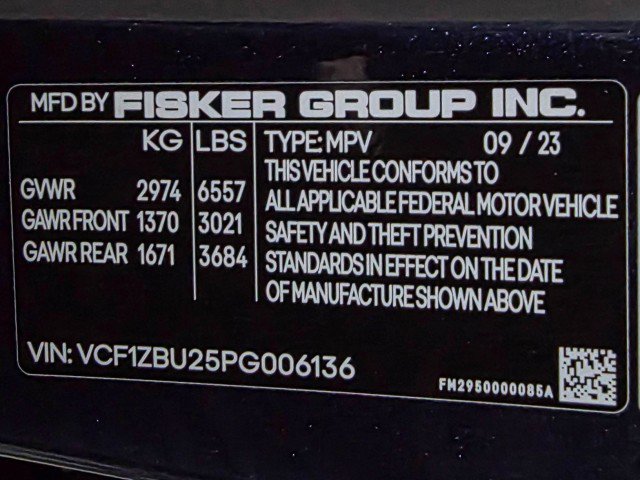 MFD BY FISKER GROUP INC.
KG LBS TYPE: MPV 09 / 23
THIS VEHICLE CONFORMS TO
GVWR 2974 6557 ALL APPLICABLE FEDERAL MOTOR VEHICLE
GAWR FRONT 1370 3021 SAFETY AND THEFT PREVENTION
GAWR REAR 1671 3684 STANDARDS IN EFFECT ON THE DATE
OF MANUFACTURE SHOWN ABOVE
VIN: VCF1ZBU25PG006136
FM2950000085A